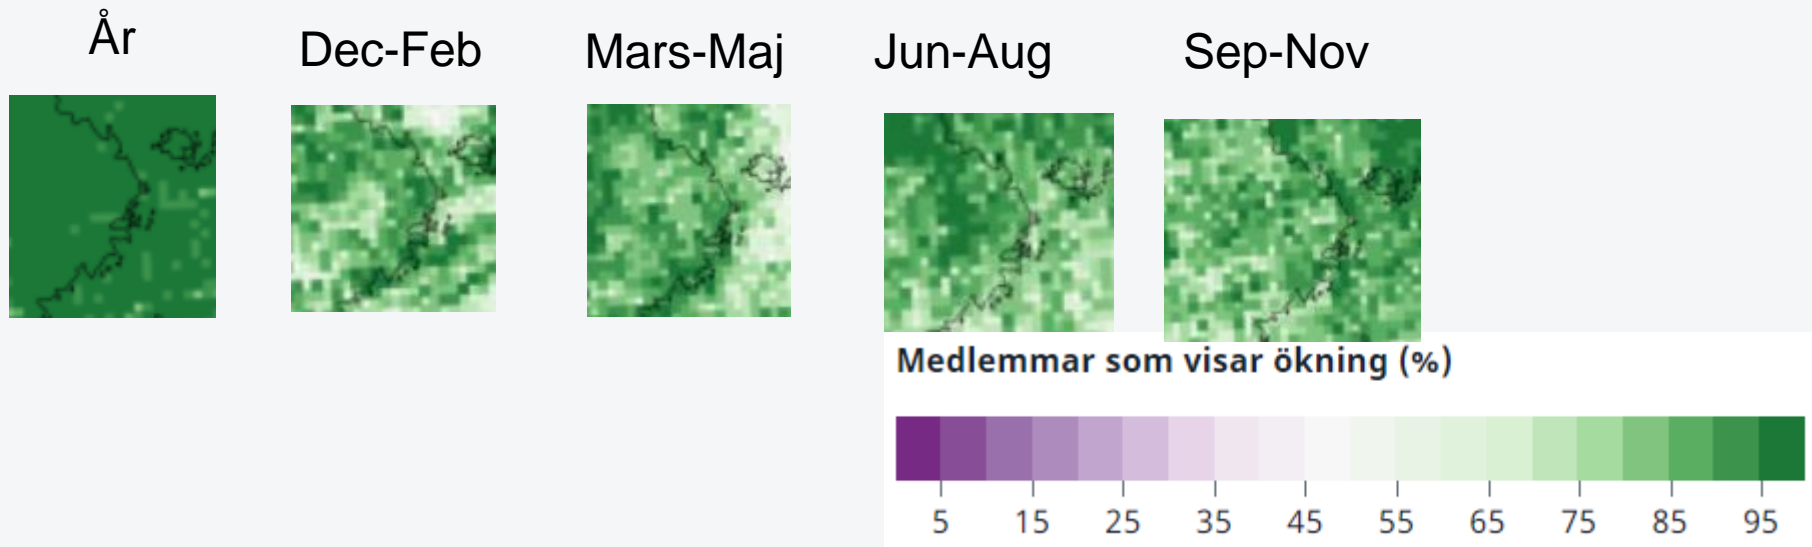 År
Dec-Feb
Mars-Maj
Jun-Aug
Sep-Nov
Medlemmar som visar ökning (%)
5 15 25 35 45 55 65 75 85 95